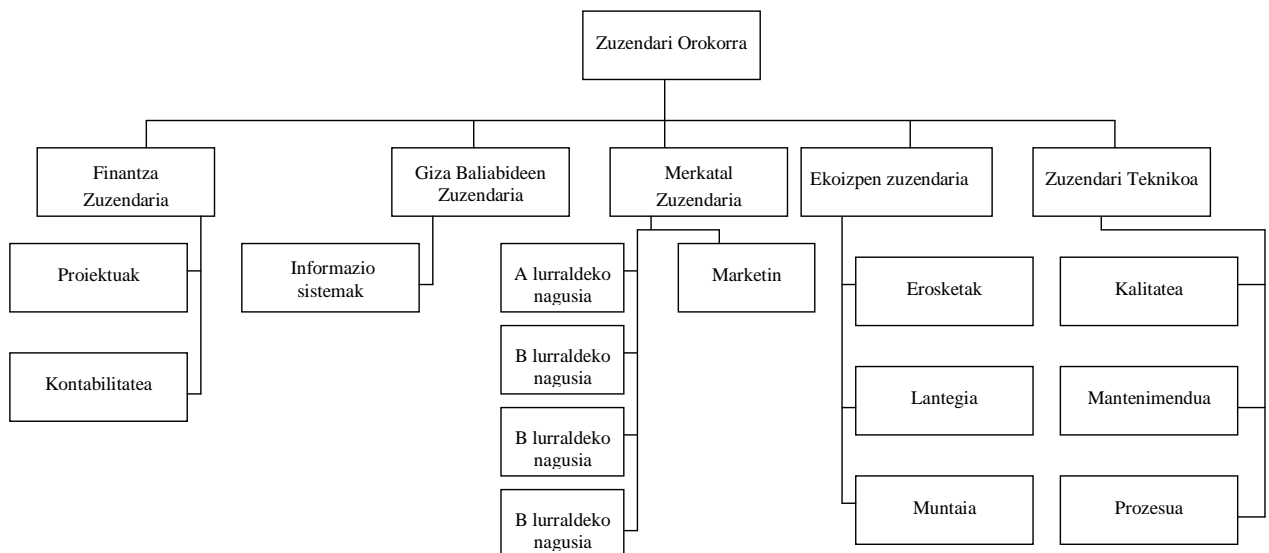 Zuzendari Orokorra
Finantza
Zuzendaria
Giza Baliabideen
Zuzendaria
Merkatal
Zuzendaria
Ekoizpen zuzendaria
Zuzendari Teknikoa
Proiektuak
Kontabilitatea
Informazio
sistemak
A lurraldeko
nagusia
B lurraldeko
nagusia
B lurraldeko
nagusia
B lurraldeko
nagusia
Marketin
Erosketak
Lantegia
Muntaia
Kalitatea
Mantenimendua
Prozesua